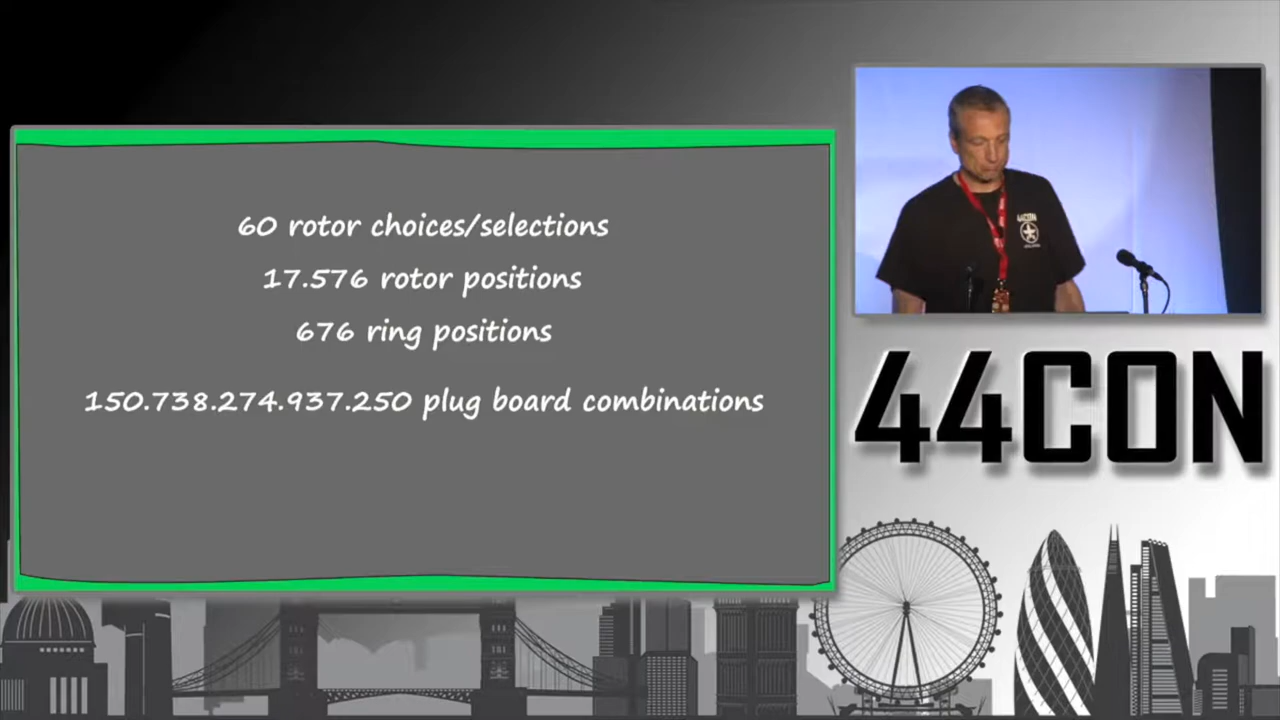 60 rotor choices/selections
17.576 rotor positions
676 ring positions
150.738.274.937.250 plug board combinations
44CON
44CON